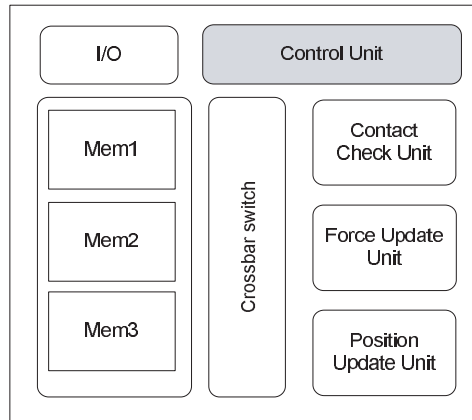 I/O
Control Unit
Mem1
Mem2
Mem3
Crossbar switch
Contact
Check Unit
Force Update
Unit
Position
Update Unit